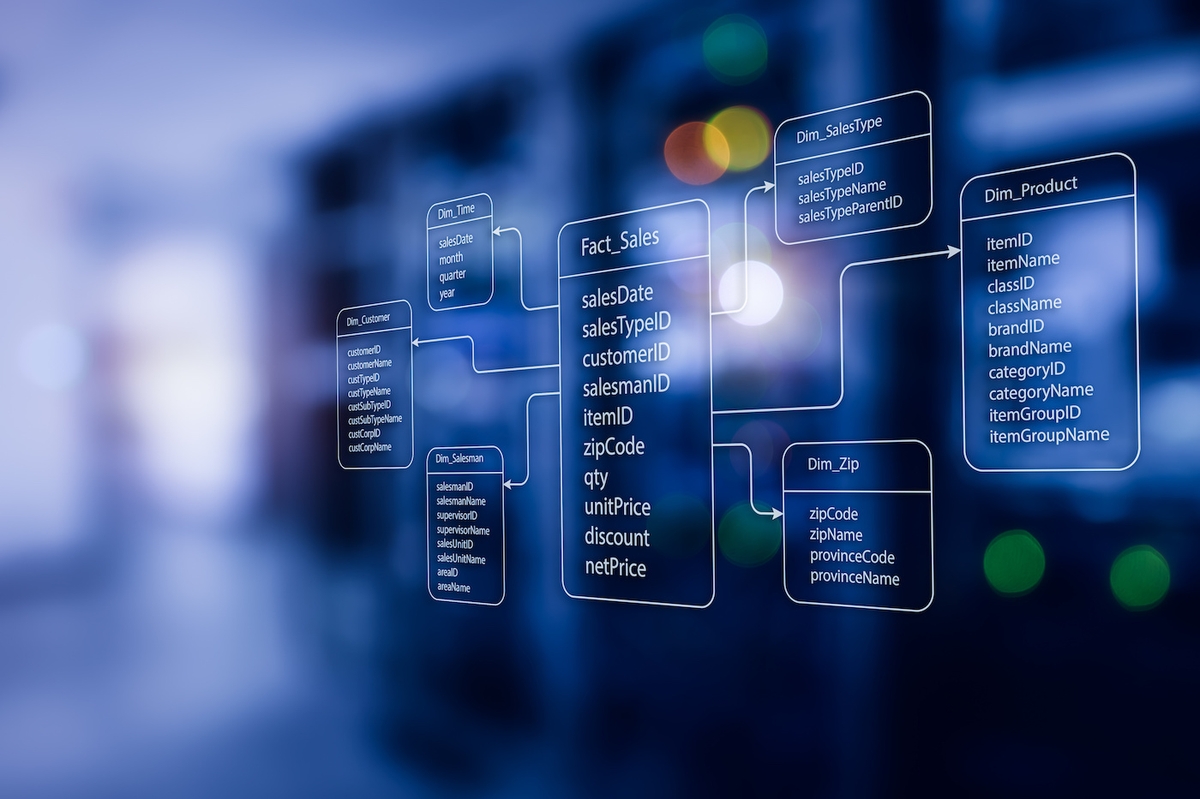 Dim_Time
salesDate
month
quarter
year
Dim_Customer
customerID
customerName
custTypeID
custTypeName
custSubTypeID
custSubTypeName
custCorpID
custCorpName
Dim_Salesman
salesmanID
salesmanName
supervisorID
supervisorName
salesUnitID
salesUnitName
areaID
areaName
Fact_Sales
salesDate
salesTypeID
customerID
salesmanID
itemID
zipCode
qty
unitPrice
discount
netPrice
Dim_SalesType
salesTypeID
salesTypeName
salesTypeParentID
Dim_Zip
zipCode
zipName
provinceCode
provinceName
Dim_Product
itemID
itemName
classID
className
brandID
brandName
categoryID
categoryName
itemGroupID
itemGroupName